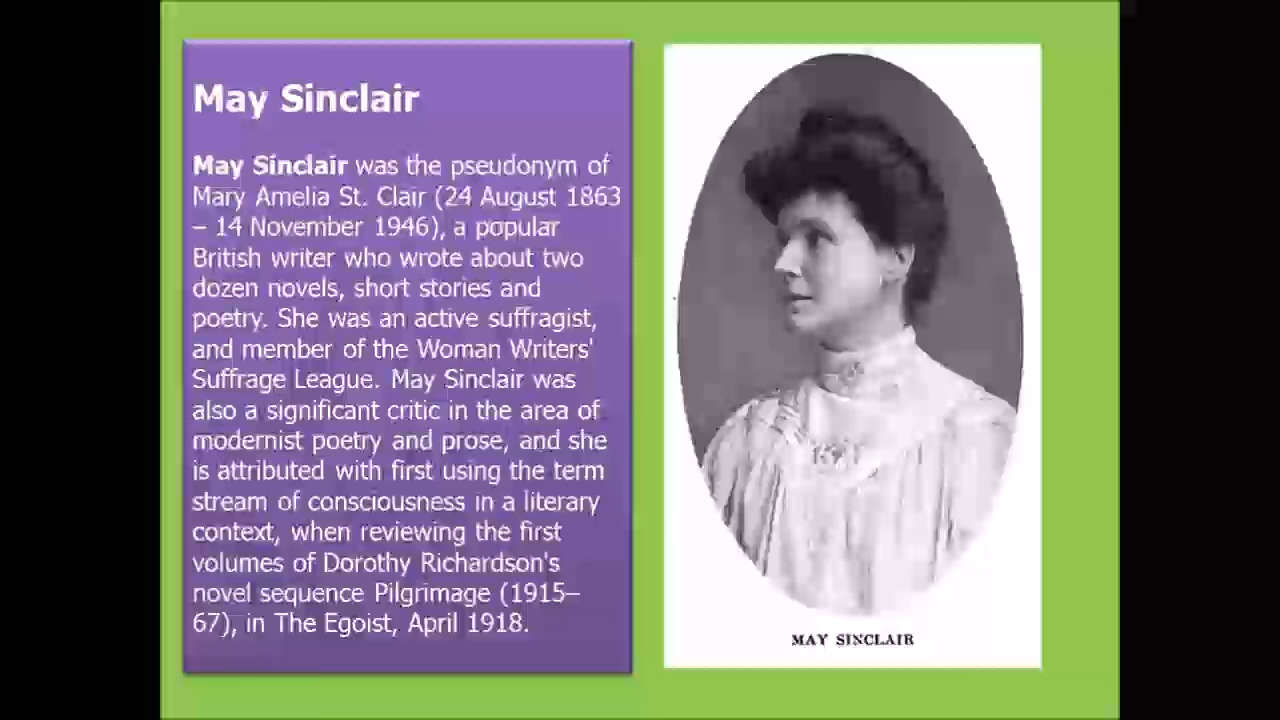 May Sinclair
May Sinclair was the pseudonym of
Mary Amelia St. Clair (24 August 1863
– 14 November 1946), a popular
British writer who wrote about two
dozen novels, short stories and
poetry. She was an active suffragist,
and member of the Woman Writers'
Suffrage League. May Sinclair was
also a significant critic in the area of
modernist poetry and prose, and she
is attributed with first using the term
stream of consciousness in a literary
context, when reviewing the first
volumes of Dorothy Richardson's
novel sequence Pilgrimage (1915–
67), in The Egoist, April 1918.
MAY SINCLAIR